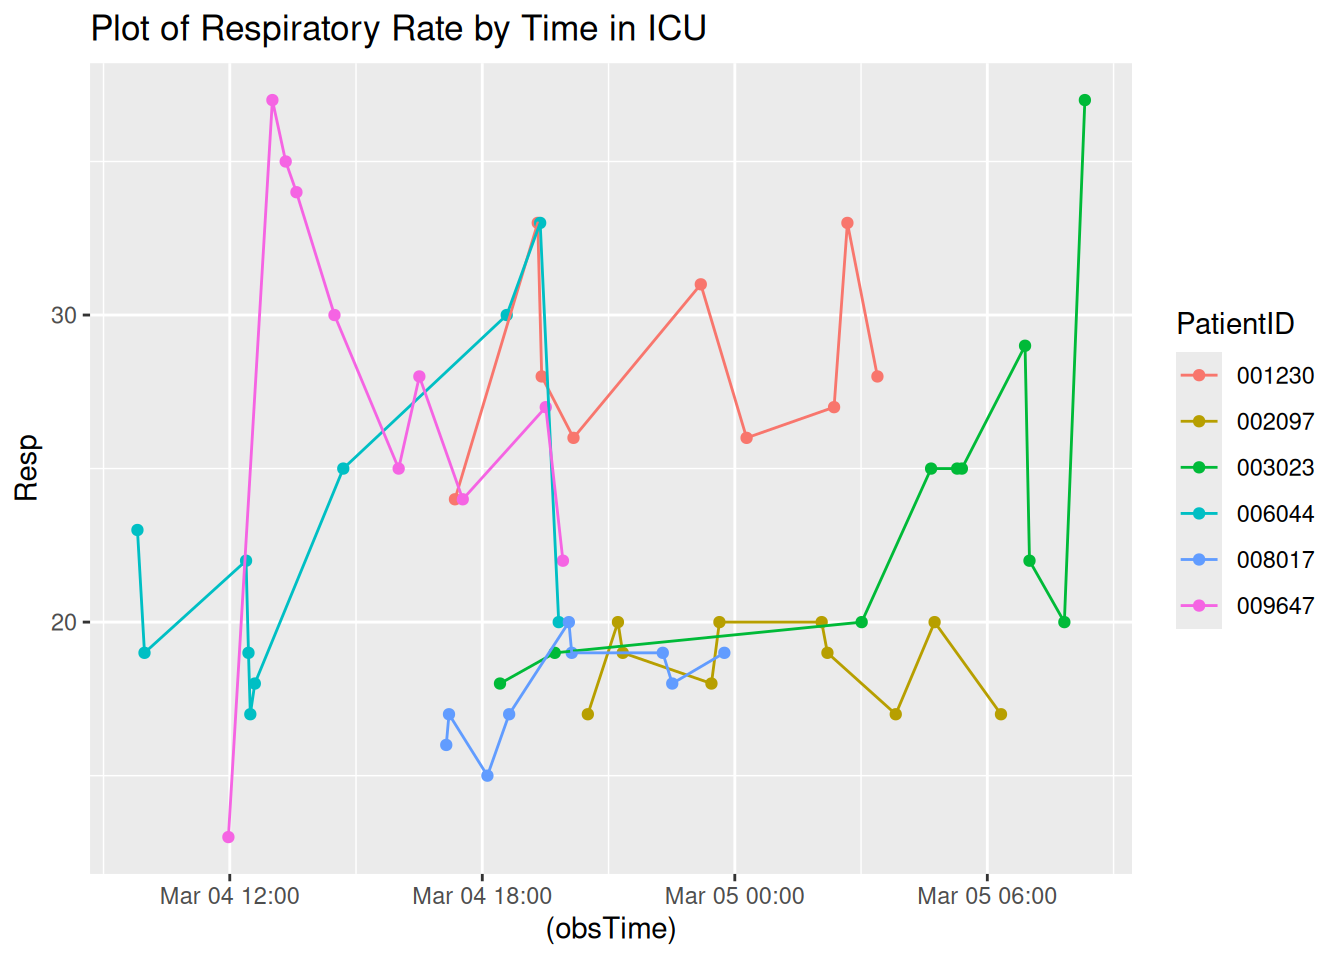 Plot of Respiratory Rate by Time in ICU
Resp
30
20
Mar 04 12:00 Mar 04 18:00 Mar 05 00:00 Mar 05 06:00
(obsTime)
PatientID
001230
002097
003023
006044
008017
009647